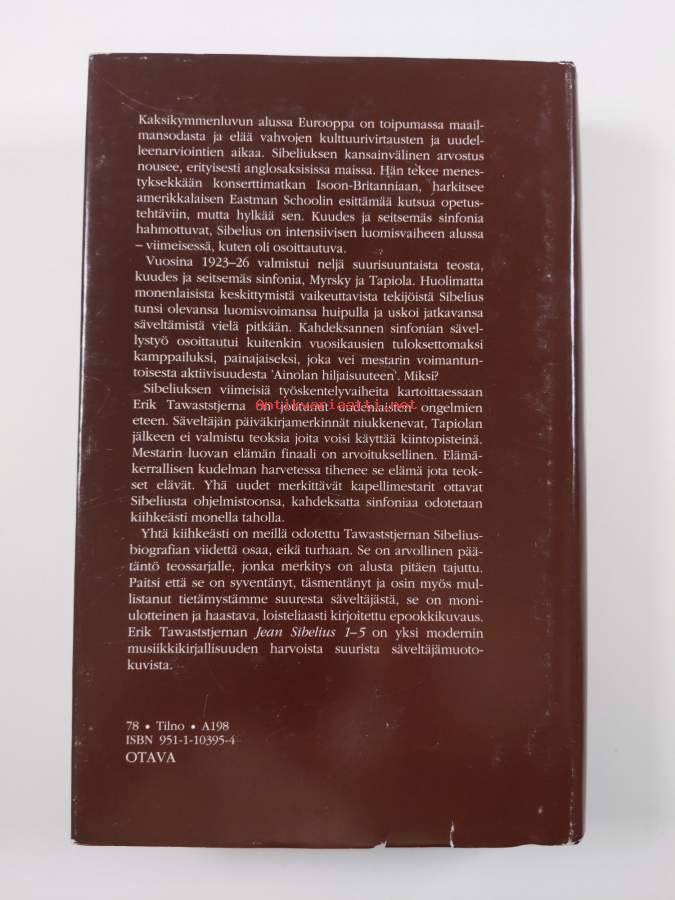 Kaksikymmenluvun alussa Eurooppa on toipumassa maail-
mansodasta ja elää vahvojen kulttuurivirtausten ja uudel-
leenarviointien aikaa. Sibeliuksen kansainvälinen arvostus
nousee, erityisesti anglosaksisissa maissa. Hän tekee menes-
tyksekkään konserttimatkan Isoon-Britanniaan, harkitsee
amerikkalaisen Eastman Schoolin esittämää kutsua opetus-
tehtäviin, mutta hylkää sen. Kuudes ja seitsemäs sinfonia
hahmottuvat, Sibelius on intensiivisen luomisvaiheen alussa
– viimeisessä, kuten oli osoittautuva.
Vuosina 1923–26 valmistui neljä suurisuuntaista teosta,
kuudes ja seitsemäs sinfonia, Myrsky ja Tapiola. Huolimatta
monenlaisista keskittymistä vaikeuttavista tekijöistä Sibelius
tunsi olevansa luomisvoimansa huipulla ja uskoi jatkavansa
säveltämistä vielä pitkään. Kahdeksannen sinfonian sävel-
lystyö osoittautui kuitenkin vuosikausien tuloksettomaksi
kamppailuksi, painajaiseksi, joka vei mestarin voimantun-
toisesta aktiivisuudesta 'Ainolan hiljaisuuteen'. Miksi?
Sibeliuksen viimeisiä työskentelyvaiheita kartoittaessaan
Erik Tawaststjerna on joutunut uudenlaisten ongelmien
antikvariaatti.net
eteen. Säveltäjän päiväkirjamerkinnät niukkenevat, Tapiolan
jälkeen ei valmistu teoksia joita voisi käyttää kiintopisteinä.
Mestarin luovan elämän finaali on arvoituksellinen. Elämä-
kerrallisen kudelman harvetessa tihenee se elämä jota teok-
set elävät. Yhä uudet merkittävät kapellimestarit ottavat
Sibeliusta ohjelmistoonsa, kahdeksatta sinfoniaa odotetaan
kiihkeästi monella taholla.
Yhtä kiihkeästi on meillä odotettu Tawaststjernan Sibelius-
biografian viidettä osaa, eikä turhaan. Se on arvollinen pää-
täntö teossarjalle, jonka merkitys on alusta pitäen tajuttu.
Paitsi että se on syventänyt, täsmentänyt ja osin myös mul-
listanut tietämystämme suuresta säveltäjästä, se on moni-
ulotteinen ja haastava, loisteliaasti kirjoitettu epookkikuvaus.
Erik Tawaststjernan Jean Sibelius 1–5 on yksi modernin
musiikkikirjallisuuden harvoista suurista säveltäjämuoto-
kuvista.
78 • Tilno • A198
ISBN 951-1-10395-4
OTAVA